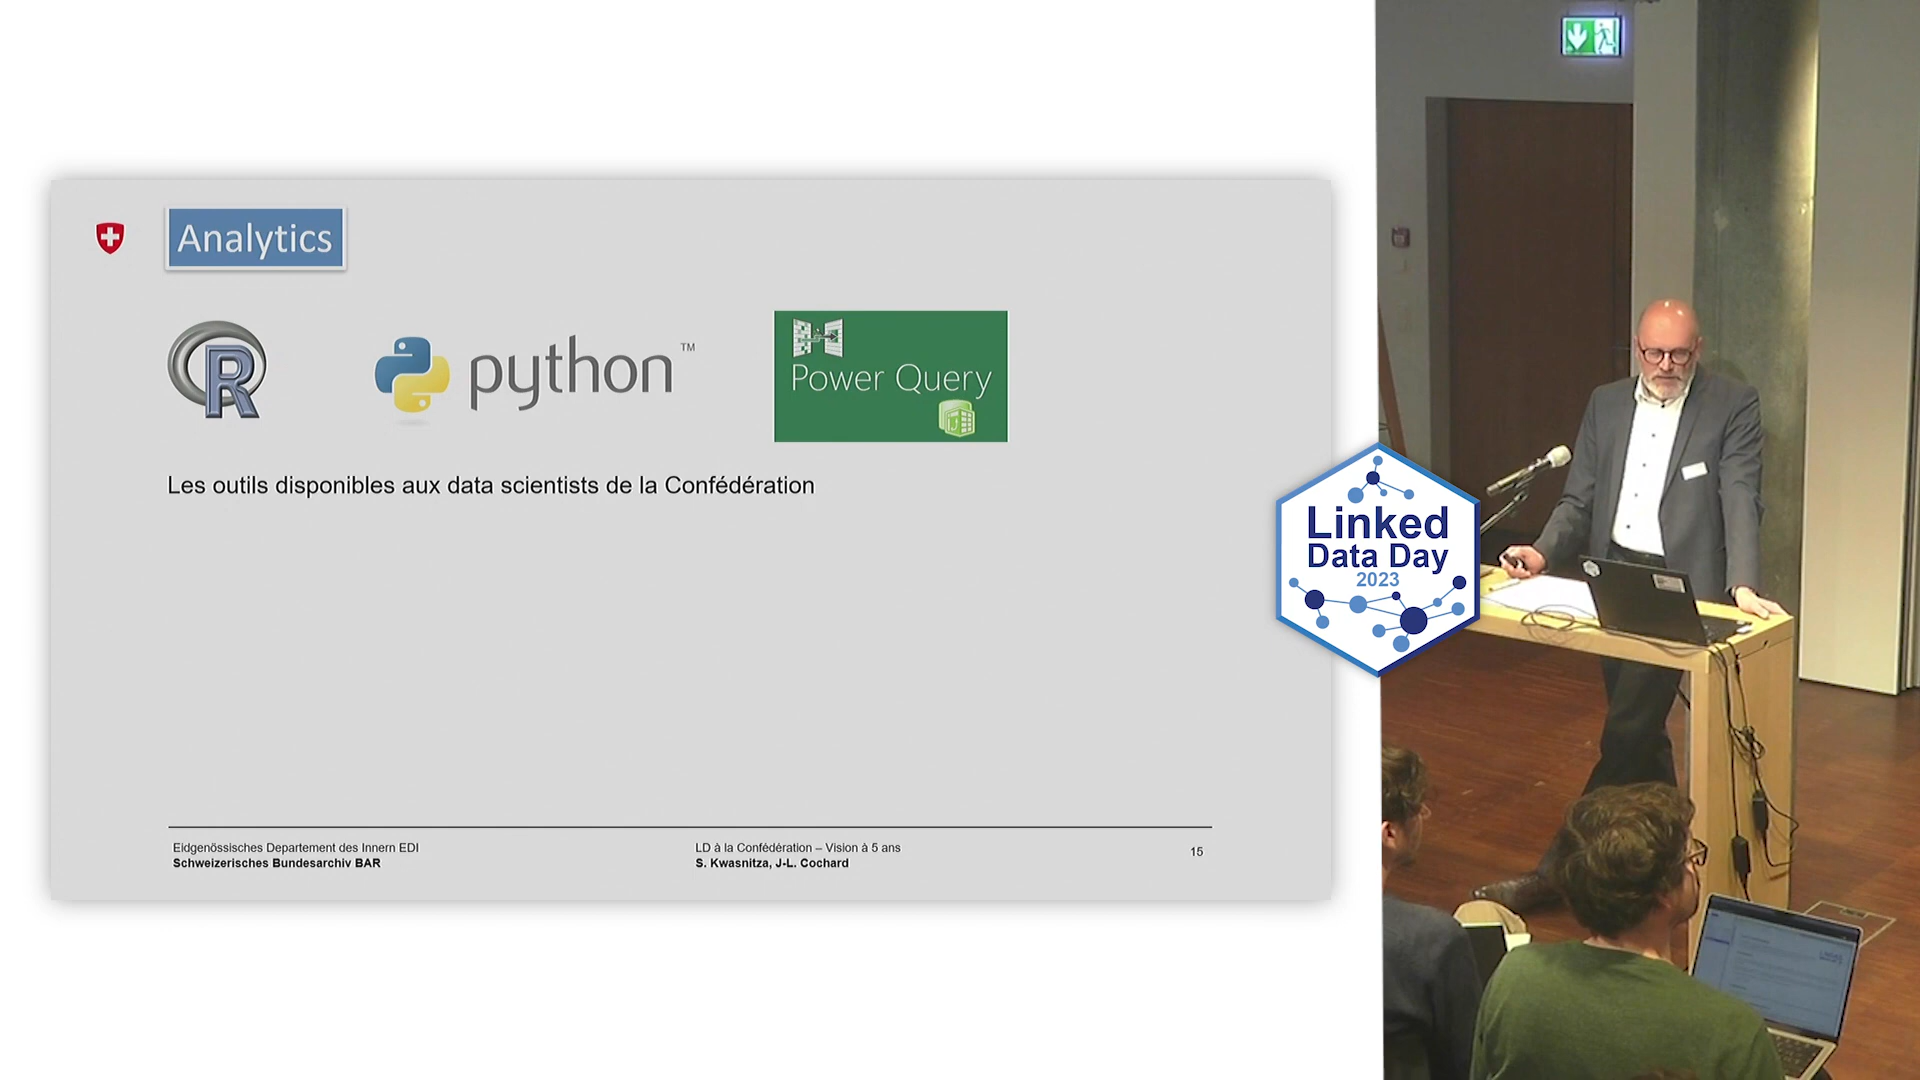 Analytics
R
python™
Power Query
Les outils disponibles aux data scientists de la Confédération
Eidgenössisches Departement des Innern EDI
Schweizerisches Bundesarchiv BAR
LD à la Confédération – Vision à 5 ans
S. Kwasnitza, J-L. Cochard
15
Linked
Data Day
2023